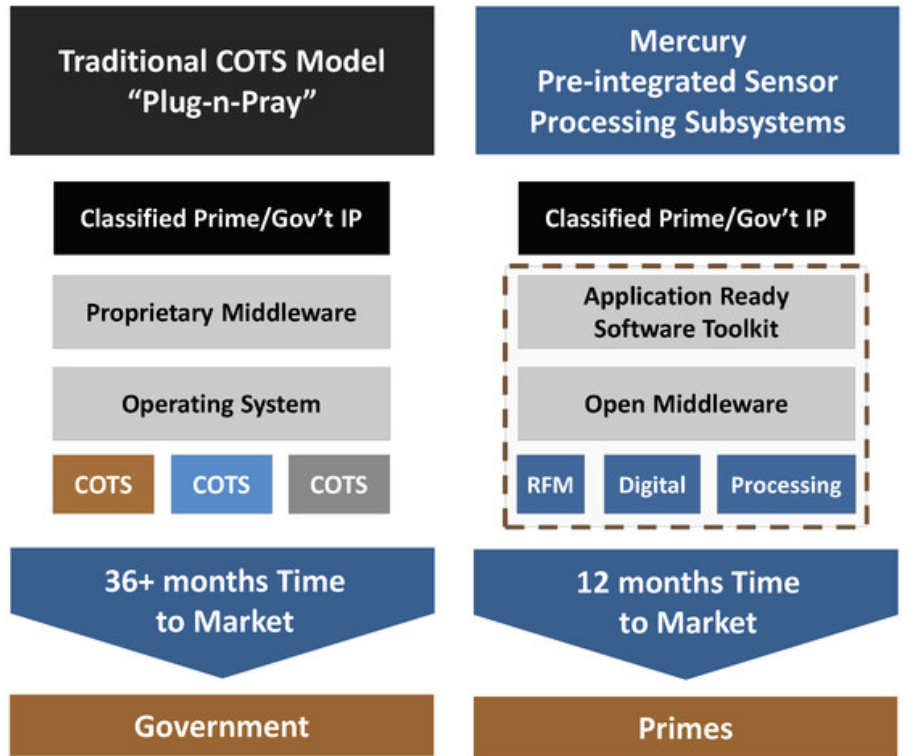 Traditional COTS Model
“Plug-n-Pray”
Classified Prime/Gov’t IP
Proprietary Middleware
Operating System
COTS
COTS
COTS
36+ months Time
to Market
Government
Mercury
Pre-integrated Sensor
Processing Subsystems
Classified Prime/Gov’t IP
Application Ready
Software Toolkit
Open Middleware
RFM
Digital
Processing
12 months Time
to Market
Primes